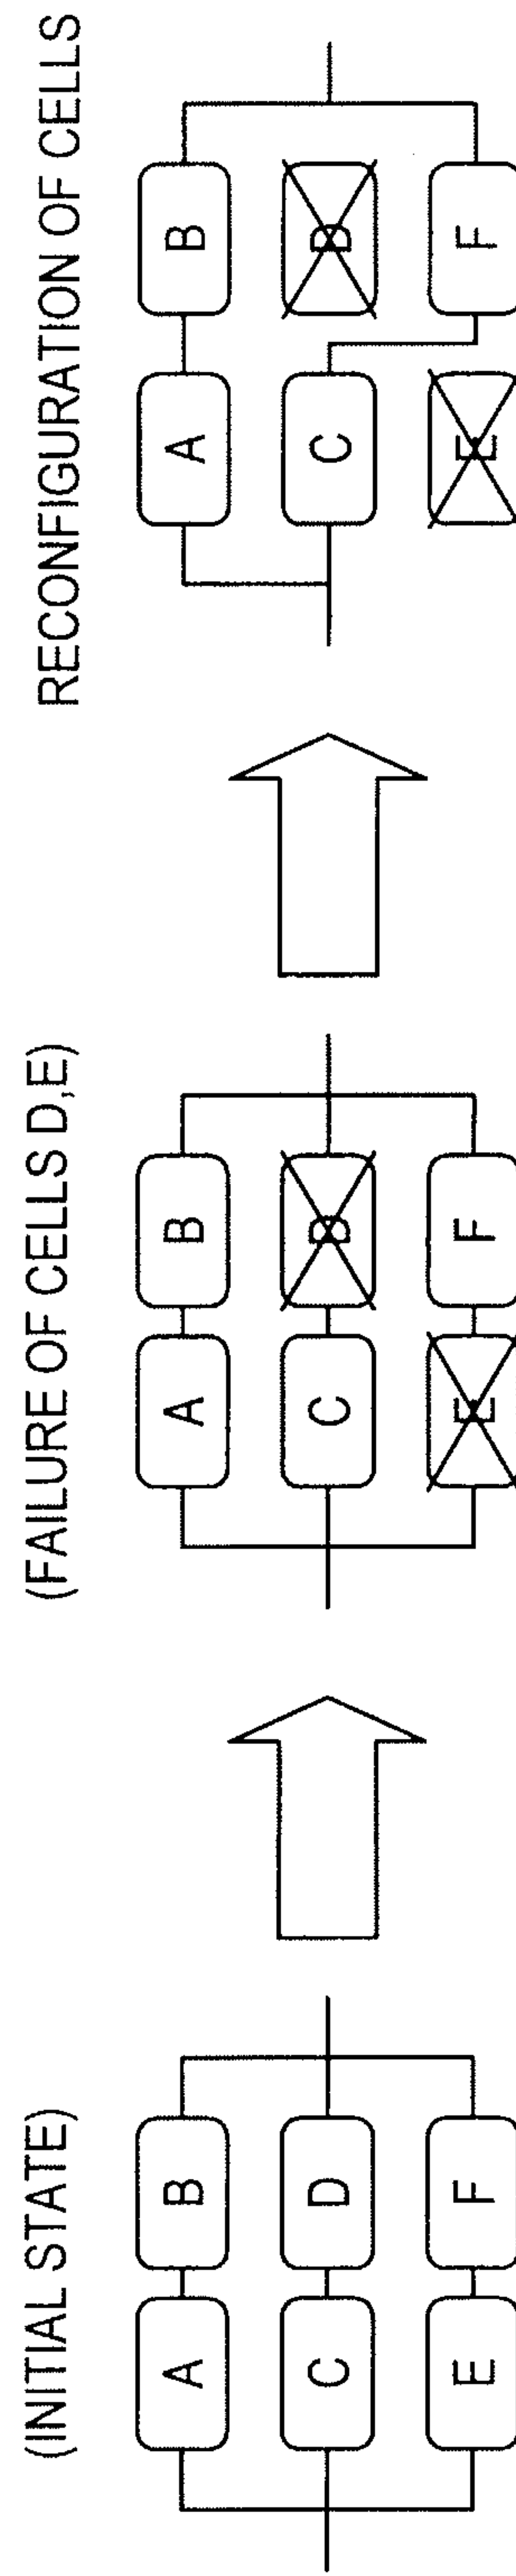 (INITIAL STATE)
A B
C D
E F
(FAILURE OF CELLS D,E)
A B
C D
E F
RECONFIGURATION OF CELLS
A B
C D
E F